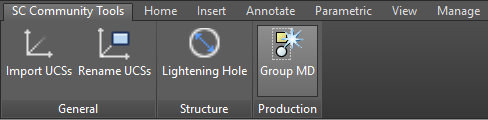 SC Community Tools Home Insert Annotate Parametric View Manage
Import UCSs Rename UCSs Lightening Hole Group MD
General Structure Production